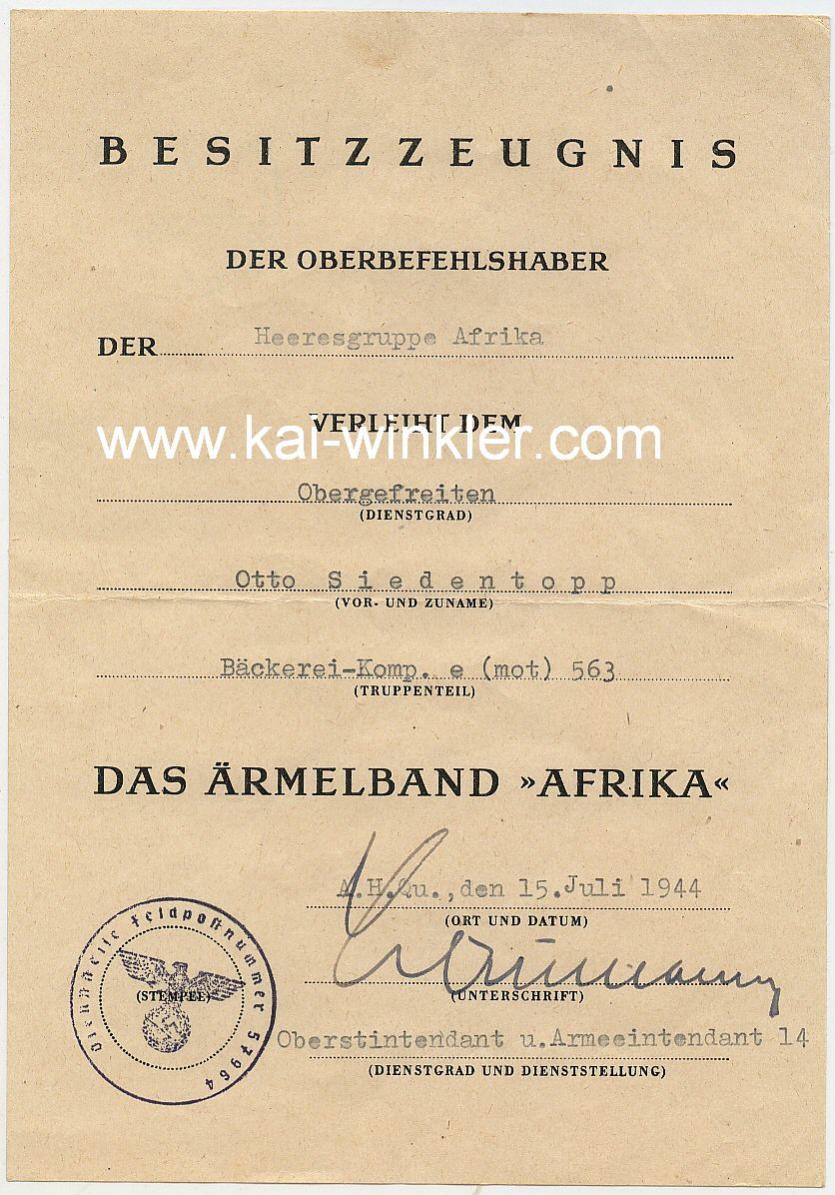 BESITZZEUGNIS
DER OBERBEFEHLSHABER
DER Heeresgruppe Afrika
VERLEIHT DEM
www.kai-winkler.com
Obergefreiten
(DIENSTGRAD)
Otto Siedentopp
(VOR- UND ZUNAME)
Bäckerei-Komp. e (mot) 563
(TRUPPENTEIL)
DAS ÄRMELBAND »AFRIKA«
A.H.Qu., den 15. Juli 1944
(ORT UND DATUM)
Dienststelle Feldpostnummer 57964
(STEMPEL)
(UNTERSCHRIFT)
Oberstintendant u. Armeeintendant 14
(DIENSTGRAD UND DIENSTSTELLUNG)